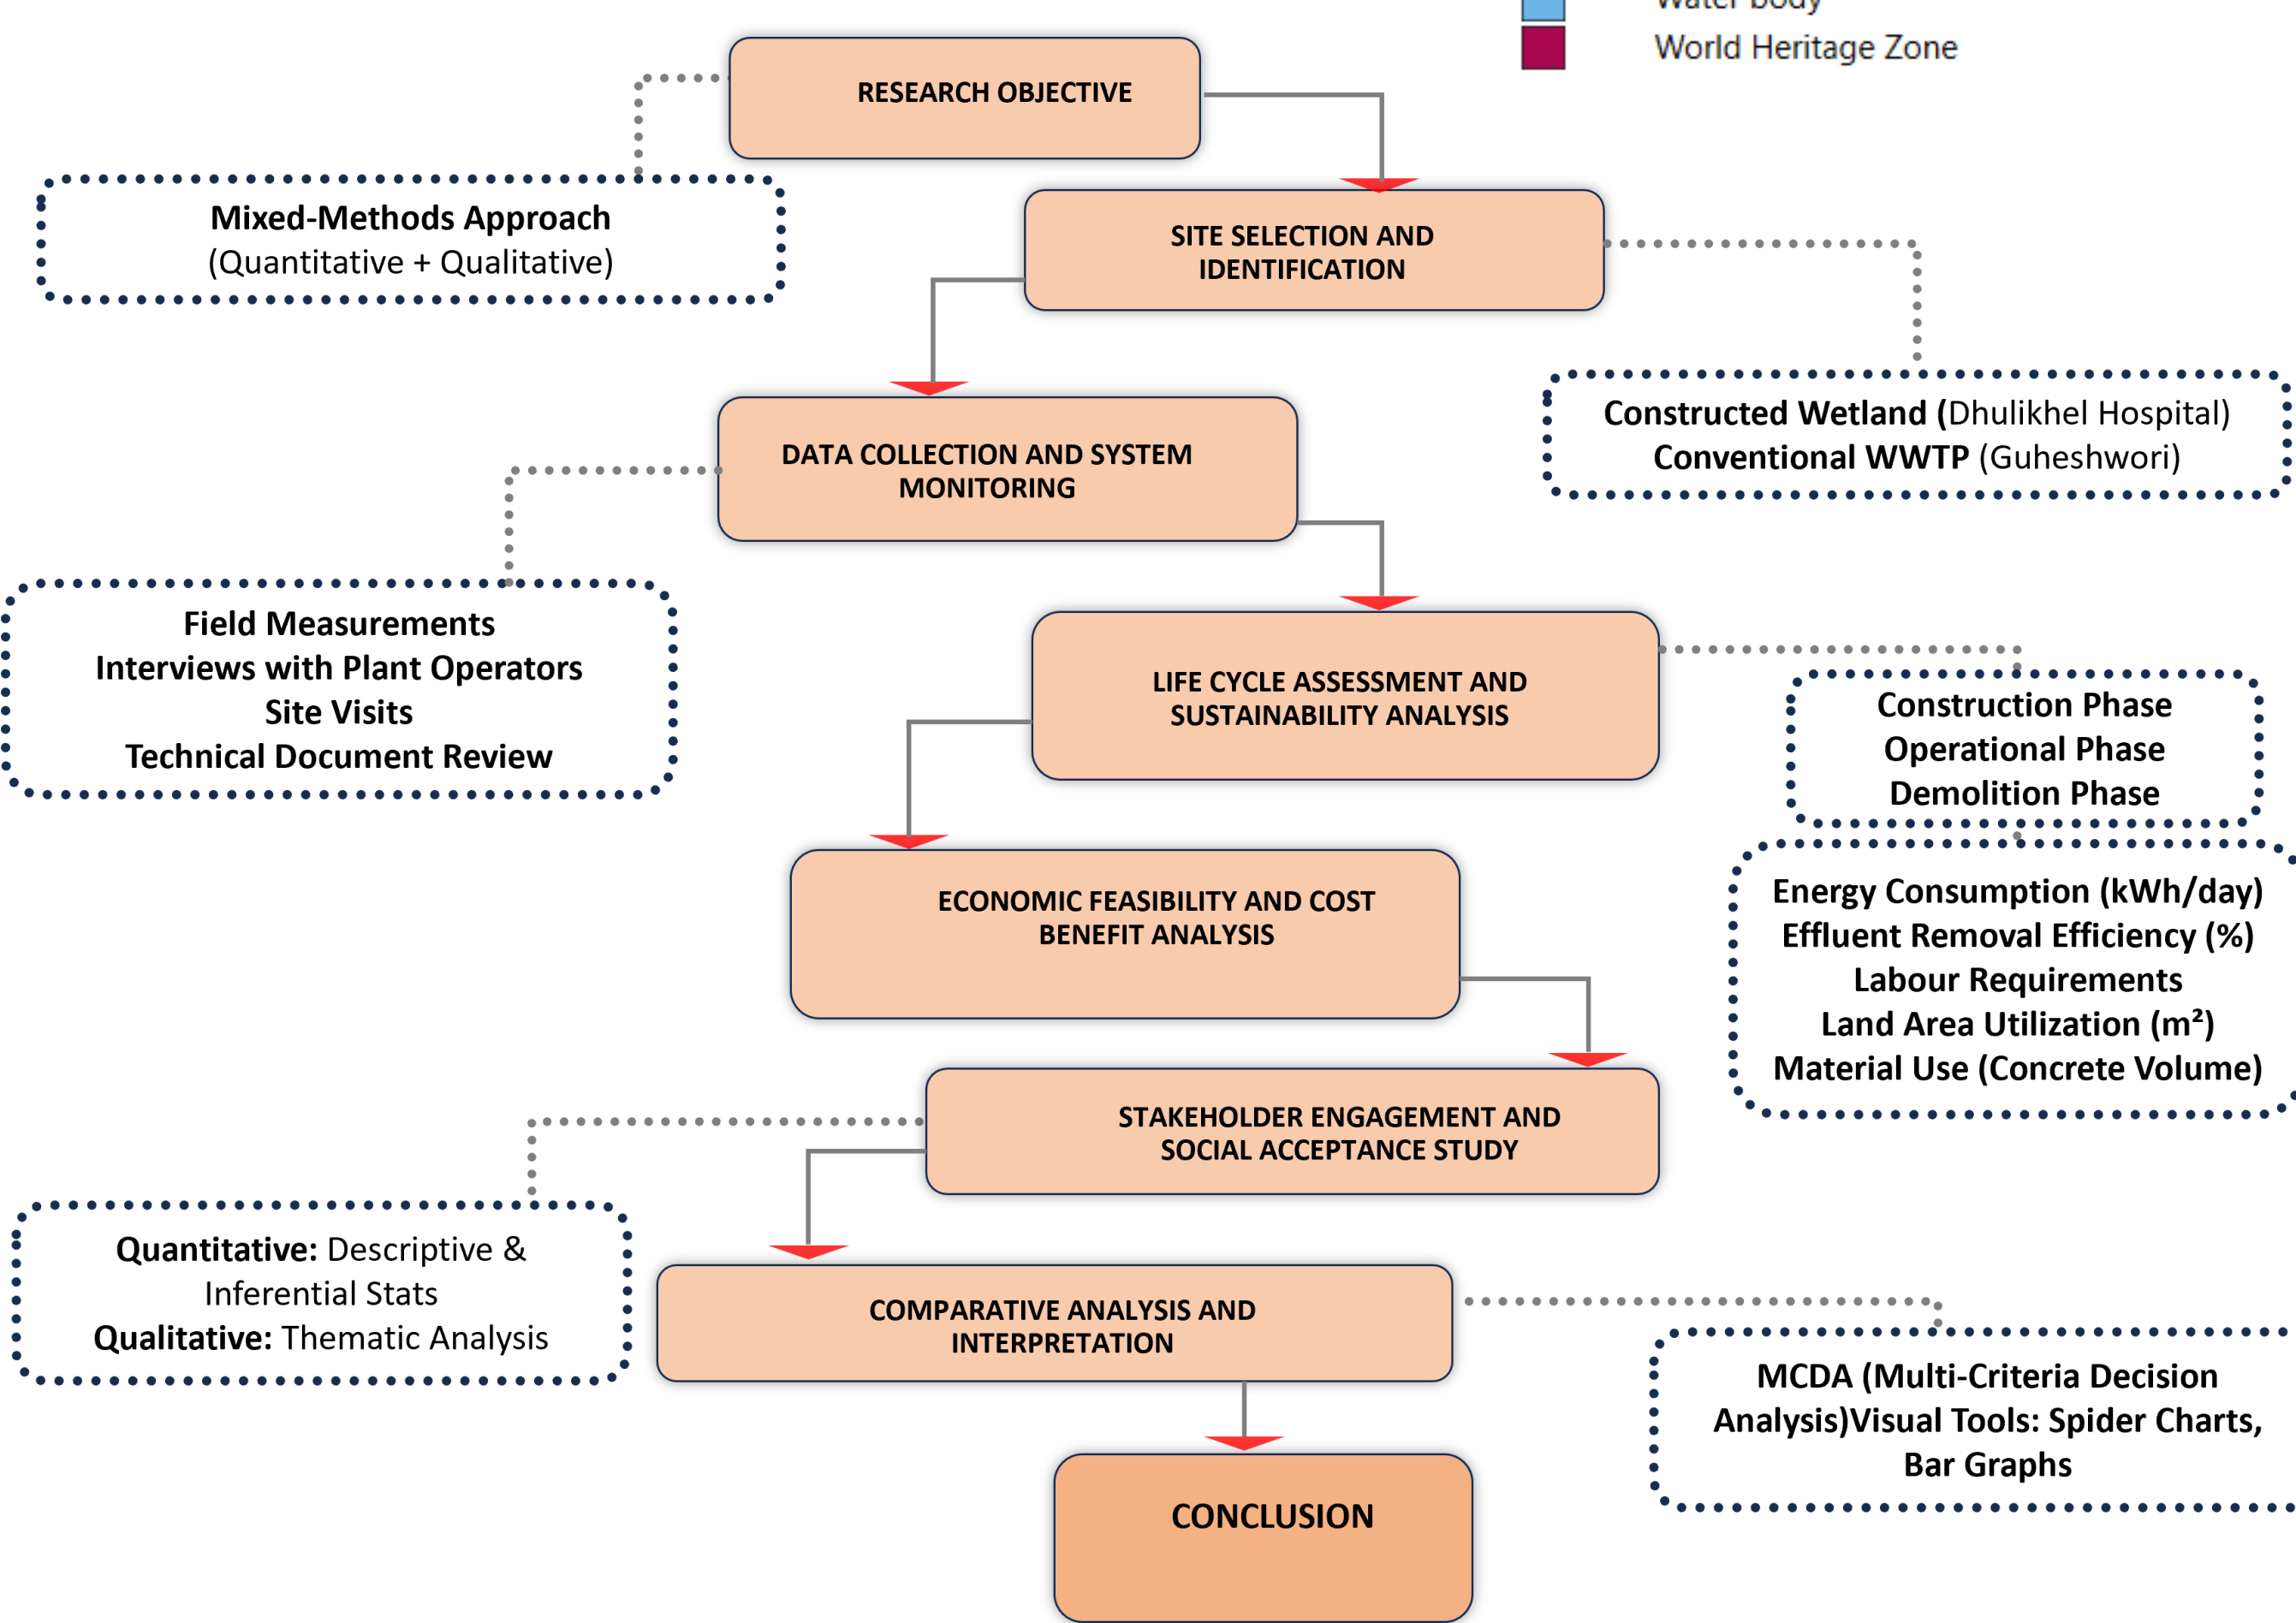 Water body
World Heritage Zone
RESEARCH OBJECTIVE
Mixed-Methods Approach
(Quantitative + Qualitative)
SITE SELECTION AND
IDENTIFICATION
Constructed Wetland (Dhulikhel Hospital)
Conventional WWTP (Guheshwori)
DATA COLLECTION AND SYSTEM
MONITORING
Field Measurements
Interviews with Plant Operators
Site Visits
Technical Document Review
LIFE CYCLE ASSESSMENT AND
SUSTAINABILITY ANALYSIS
Construction Phase
Operational Phase
Demolition Phase
Energy Consumption (kWh/day)
Effluent Removal Efficiency (%)
Labour Requirements
Land Area Utilization (m²)
Material Use (Concrete Volume)
ECONOMIC FEASIBILITY AND COST
BENEFIT ANALYSIS
STAKEHOLDER ENGAGEMENT AND
SOCIAL ACCEPTANCE STUDY
Quantitative: Descriptive &
Inferential Stats
Qualitative: Thematic Analysis
COMPARATIVE ANALYSIS AND
INTERPRETATION
MCDA (Multi-Criteria Decision
Analysis)Visual Tools: Spider Charts,
Bar Graphs
CONCLUSION